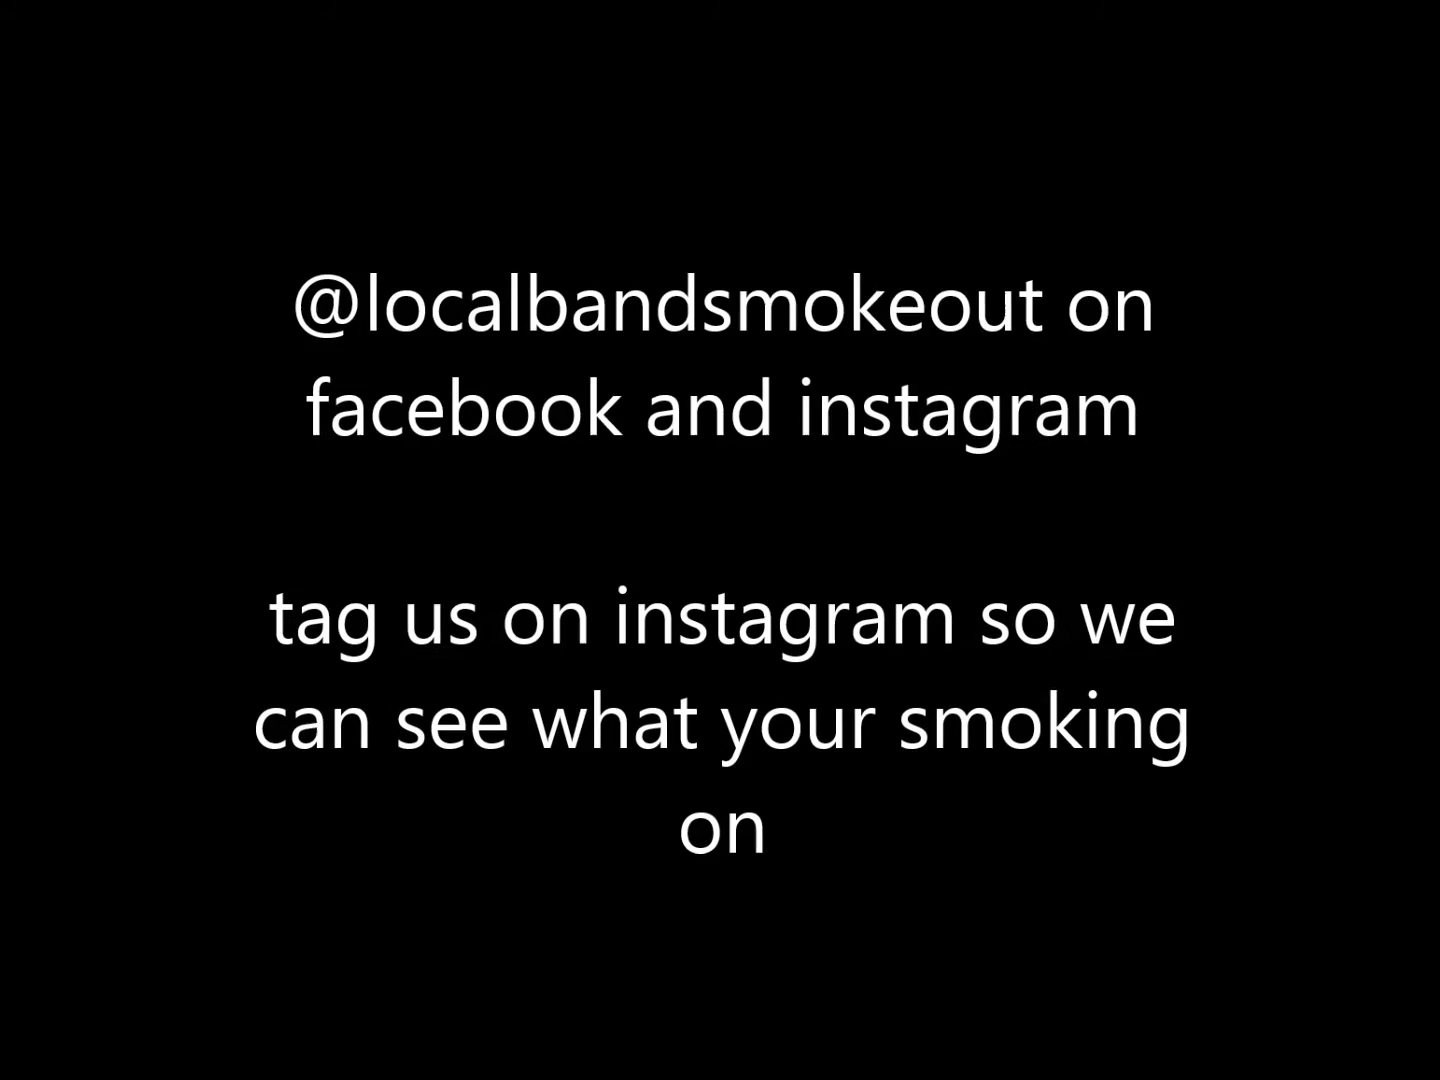 @localbandsmokeout on
facebook and instagram
tag us on instagram so we
can see what your smoking
on